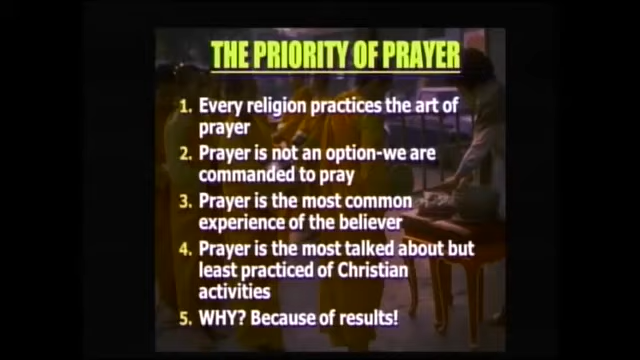 THE PRIORITY OF PRAYER
1. Every religion practices the art of
prayer
2. Prayer is not an option-we are
commanded to pray
3. Prayer is the most common
experience of the believer
4. Prayer is the most talked about but
least practiced of Christian
activities
5. WHY? Because of results!